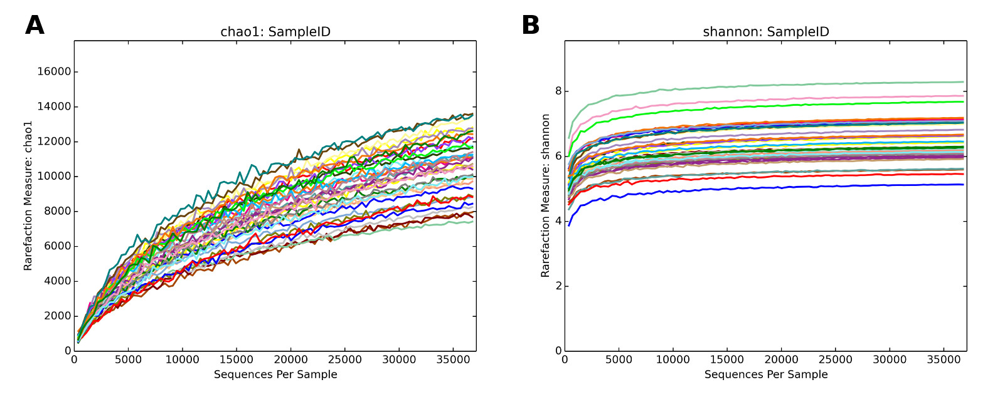 A
chao1: SampleID
Rarefaction Measure: chao1
16000
14000
12000
10000
8000
6000
4000
2000
0
0 5000 10000 15000 20000 25000 30000 35000
Sequences Per Sample
B
shannon: SampleID
Rarefaction Measure: shannon
8
6
4
2
0
0 5000 10000 15000 20000 25000 30000 35000
Sequences Per Sample